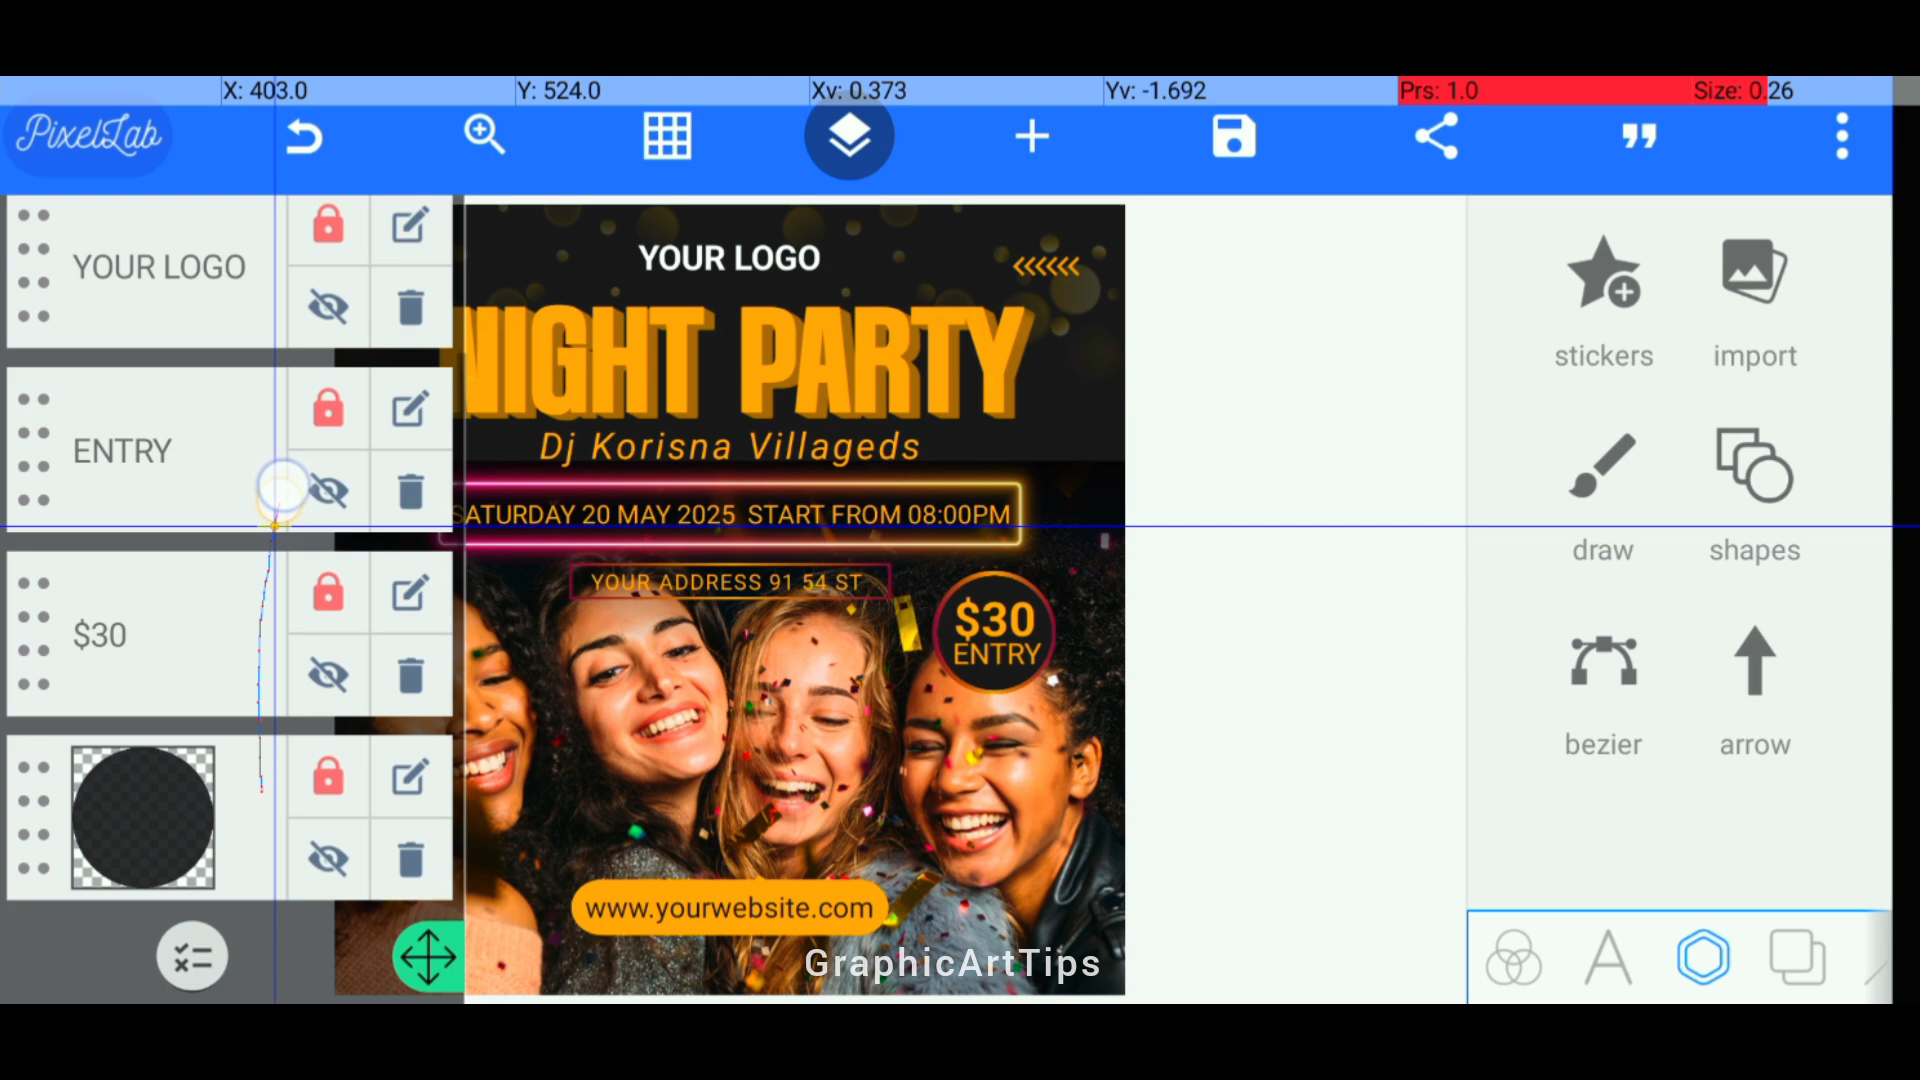 X: 403.0
Y: 524.0
Xv: 0.373
Yv: -1.692
Prs: 1.0
Size: 0.26
PixelLab
YOUR LOGO
ENTRY
$30
YOUR LOGO
NIGHT PARTY
Dj Korisna Villageds
SATURDAY 20 MAY 2025 START FROM 08:00PM
YOUR ADDRESS 91 54 ST
$30
ENTRY
www.yourwebsite.com
GraphicArtTips
stickers
import
draw
shapes
bezier
arrow